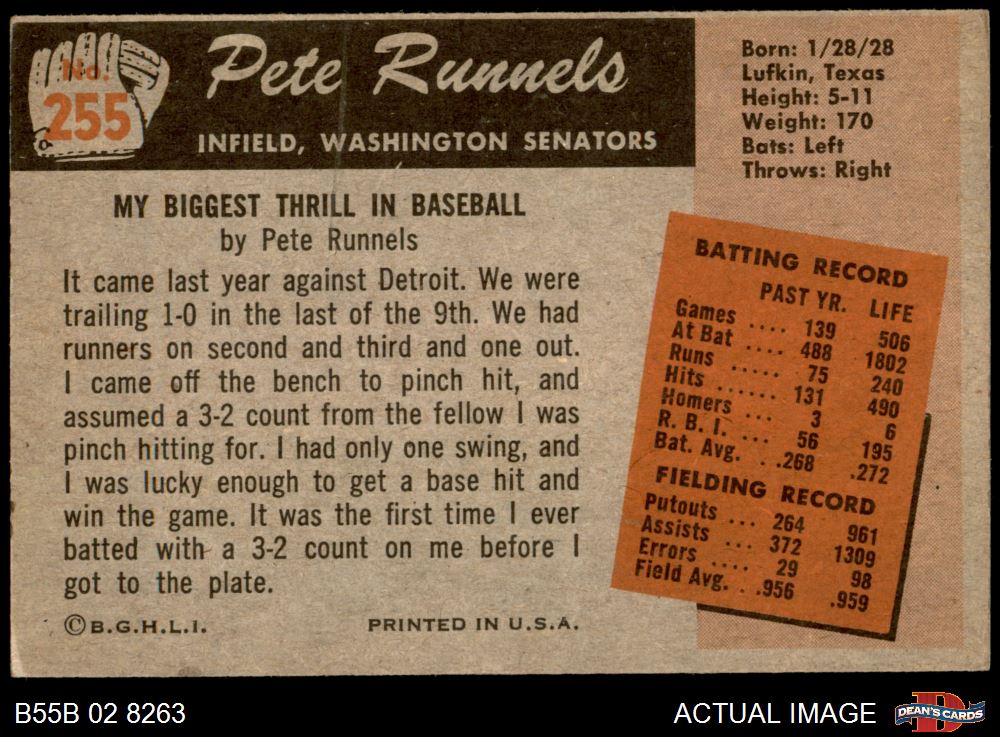 No.
255
Pete Runnels
INFIELD, WASHINGTON SENATORS
Born: 1/28/28
Lufkin, Texas
Height: 5-11
Weight: 170
Bats: Left
Throws: Right
MY BIGGEST THRILL IN BASEBALL
by Pete Runnels
It came last year against Detroit. We were
trailing 1-0 in the last of the 9th. We had
runners on second and third and one out.
I came off the bench to pinch hit, and
assumed a 3-2 count from the fellow I was
pinch hitting for. I had only one swing, and
I was lucky enough to get a base hit and
win the game. It was the first time I ever
batted with a 3-2 count on me before I
got to the plate.
© B.G.H.L.I. PRINTED IN U.S.A.
BATTING RECORD
PAST YR. LIFE
Games .... 139 506
At Bat .... 488 1802
Runs ..... 75 240
Hits ...... 131 490
Homers ... 3 6
R. B. I. ... 56 195
Bat. Avg. . .268 .272
FIELDING RECORD
Putouts ... 264 961
Assists ... 372 1309
Errors .... 29 98
Field Avg. . .956 .959
B55B 02 8263
ACTUAL IMAGE
DEAN'S CARDS